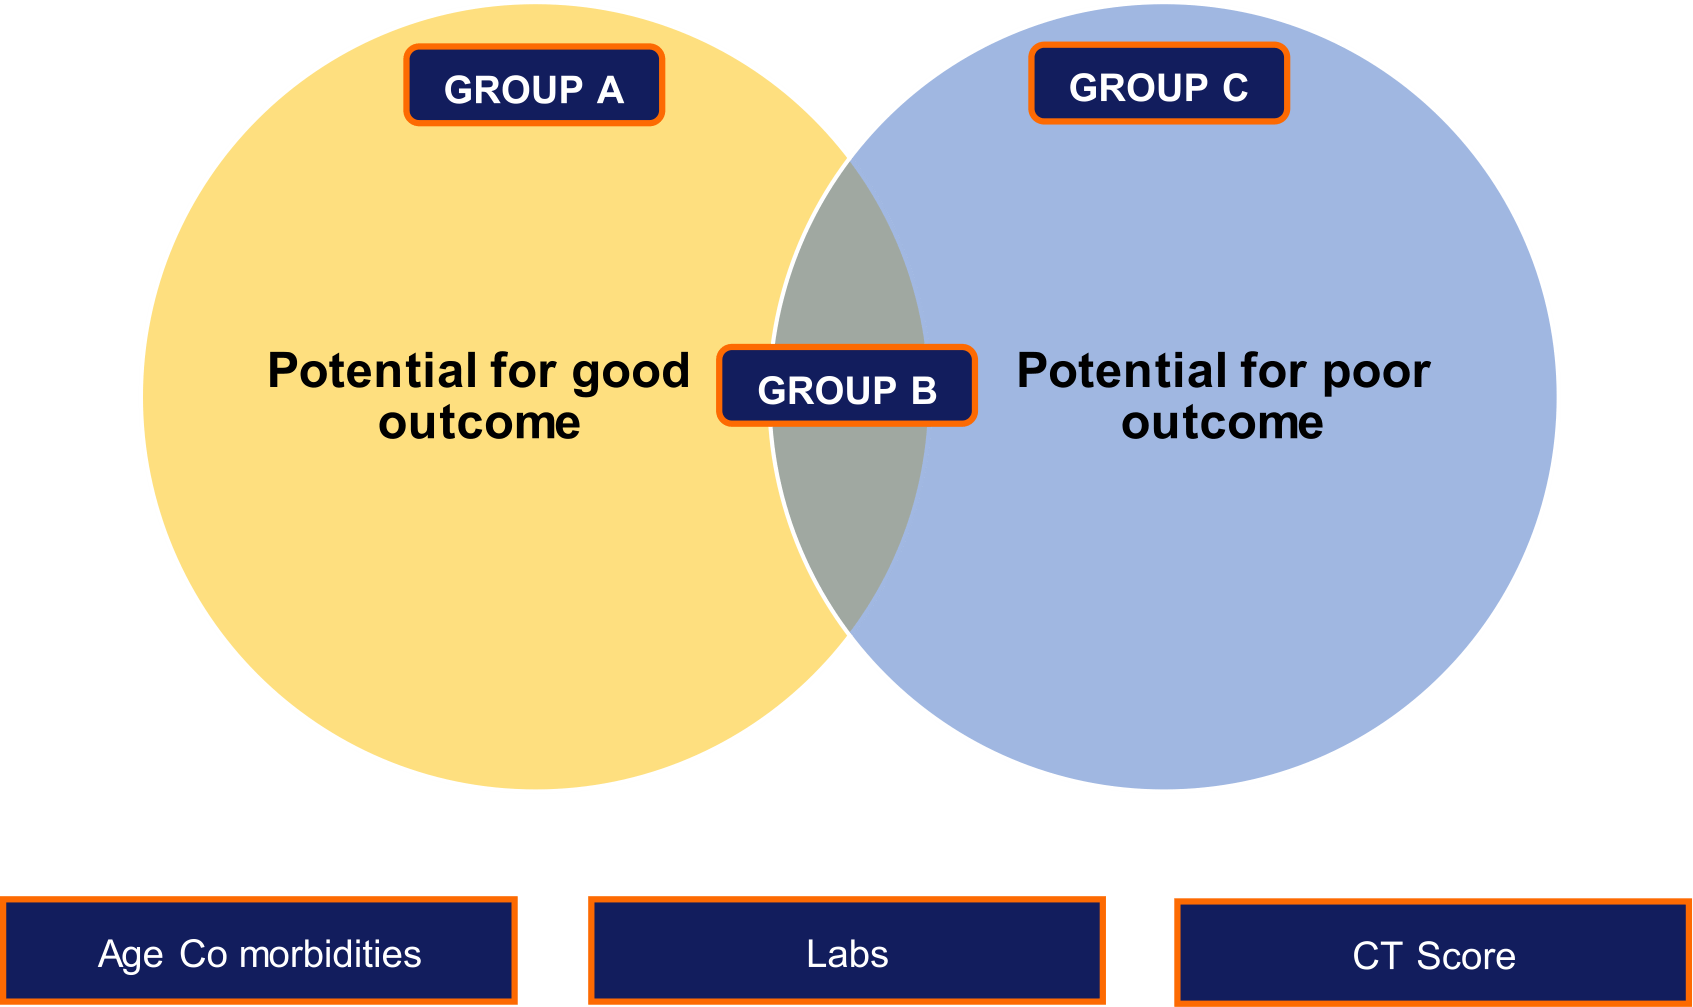 GROUP A
GROUP C
Potential for good
outcome
GROUP B
Potential for poor
outcome
Age Co morbidities
Labs
CT Score